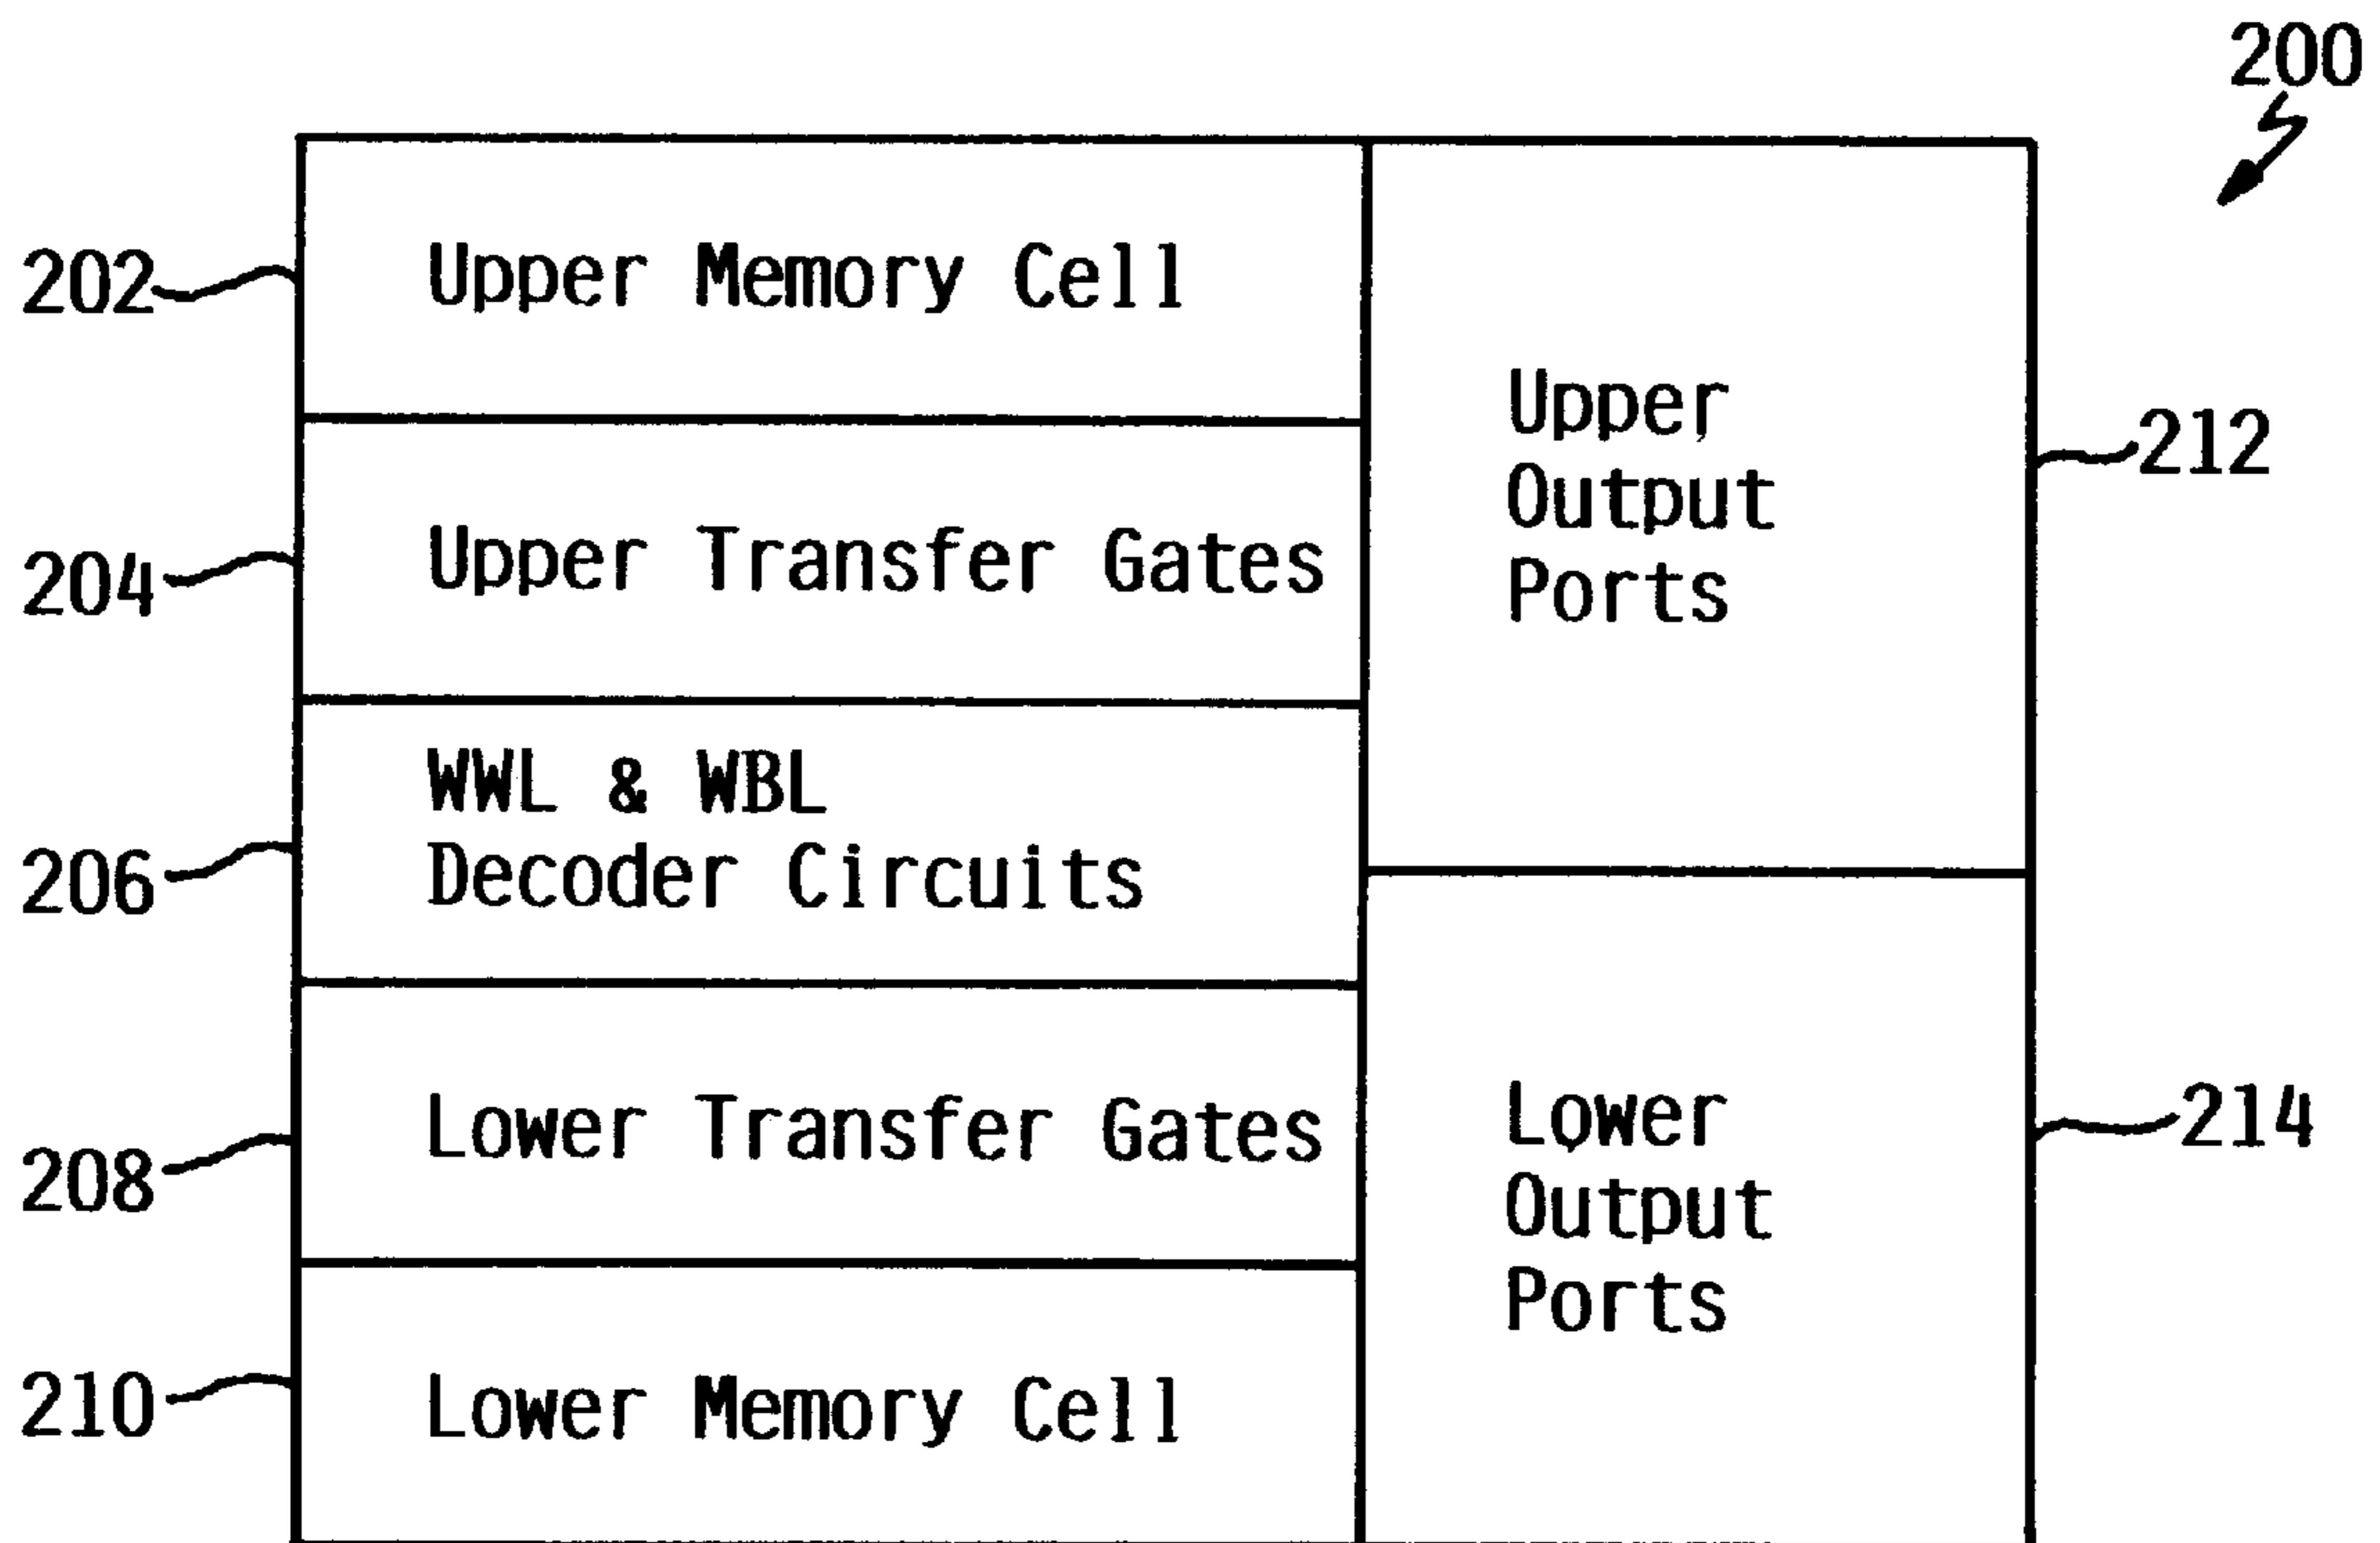 200
202
Upper Memory Cell
204
Upper Transfer Gates
206
WWL & WBL
Decoder Circuits
208
Lower Transfer Gates
210
Lower Memory Cell
Upper
Output
Ports
212
Lower
Output
Ports
214